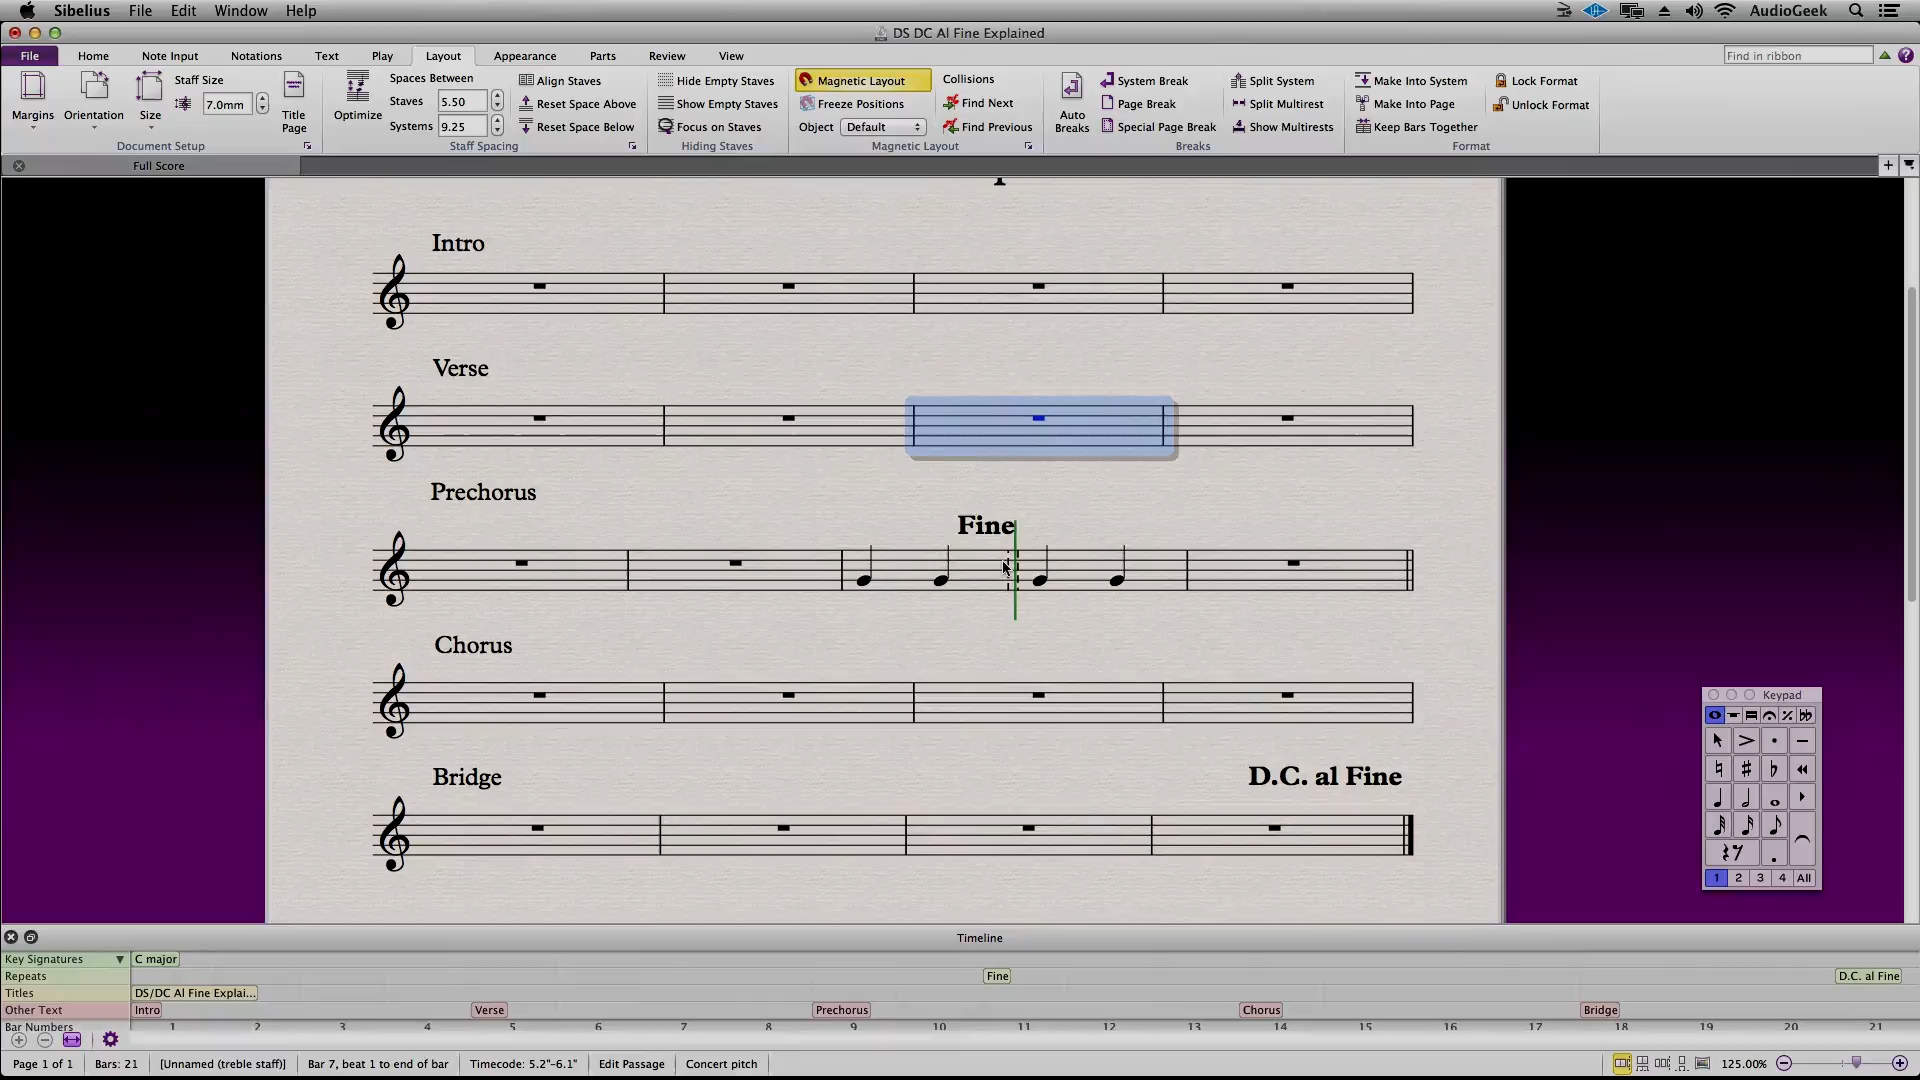 Sibelius File Edit Window Help AudioGeek
DS DC Al Fine Explained
File Home Note Input Notations Text Play Layout Appearance Parts Review View Find in ribbon
Margins Orientation Size Staff Size 7.0mm Title Page
Document Setup
Optimize Spaces Between Staves 5.50 Systems 9.25
Align Staves
Reset Space Above
Reset Space Below
Staff Spacing
Hide Empty Staves
Show Empty Staves
Focus on Staves
Hiding Staves
Magnetic Layout
Freeze Positions
Object Default
Collisions
Find Next
Find Previous
Magnetic Layout
Auto Breaks
System Break
Page Break
Special Page Break
Split System
Split Multirest
Show Multirests
Breaks
Make Into System
Make Into Page
Keep Bars Together
Lock Format
Unlock Format
Format
Full Score
Intro
Verse
Prechorus
Fine
Chorus
Bridge D.C. al Fine
Keypad
1 2 3 4 All
Timeline
Key Signatures C major
Repeats Fine D.C. al Fine
Titles DS/DC Al Fine Explai...
Other Text Intro Verse Prechorus Chorus Bridge
Bar Numbers 1 2 3 4 5 6 7 8 9 10 11 12 13 14 15 16 17 18 19 20 21
Page 1 of 1 Bars: 21 [Unnamed (treble staff)] Bar 7, beat 1 to end of bar Timecode: 5.2"-6.1" Edit Passage Concert pitch 125.00%